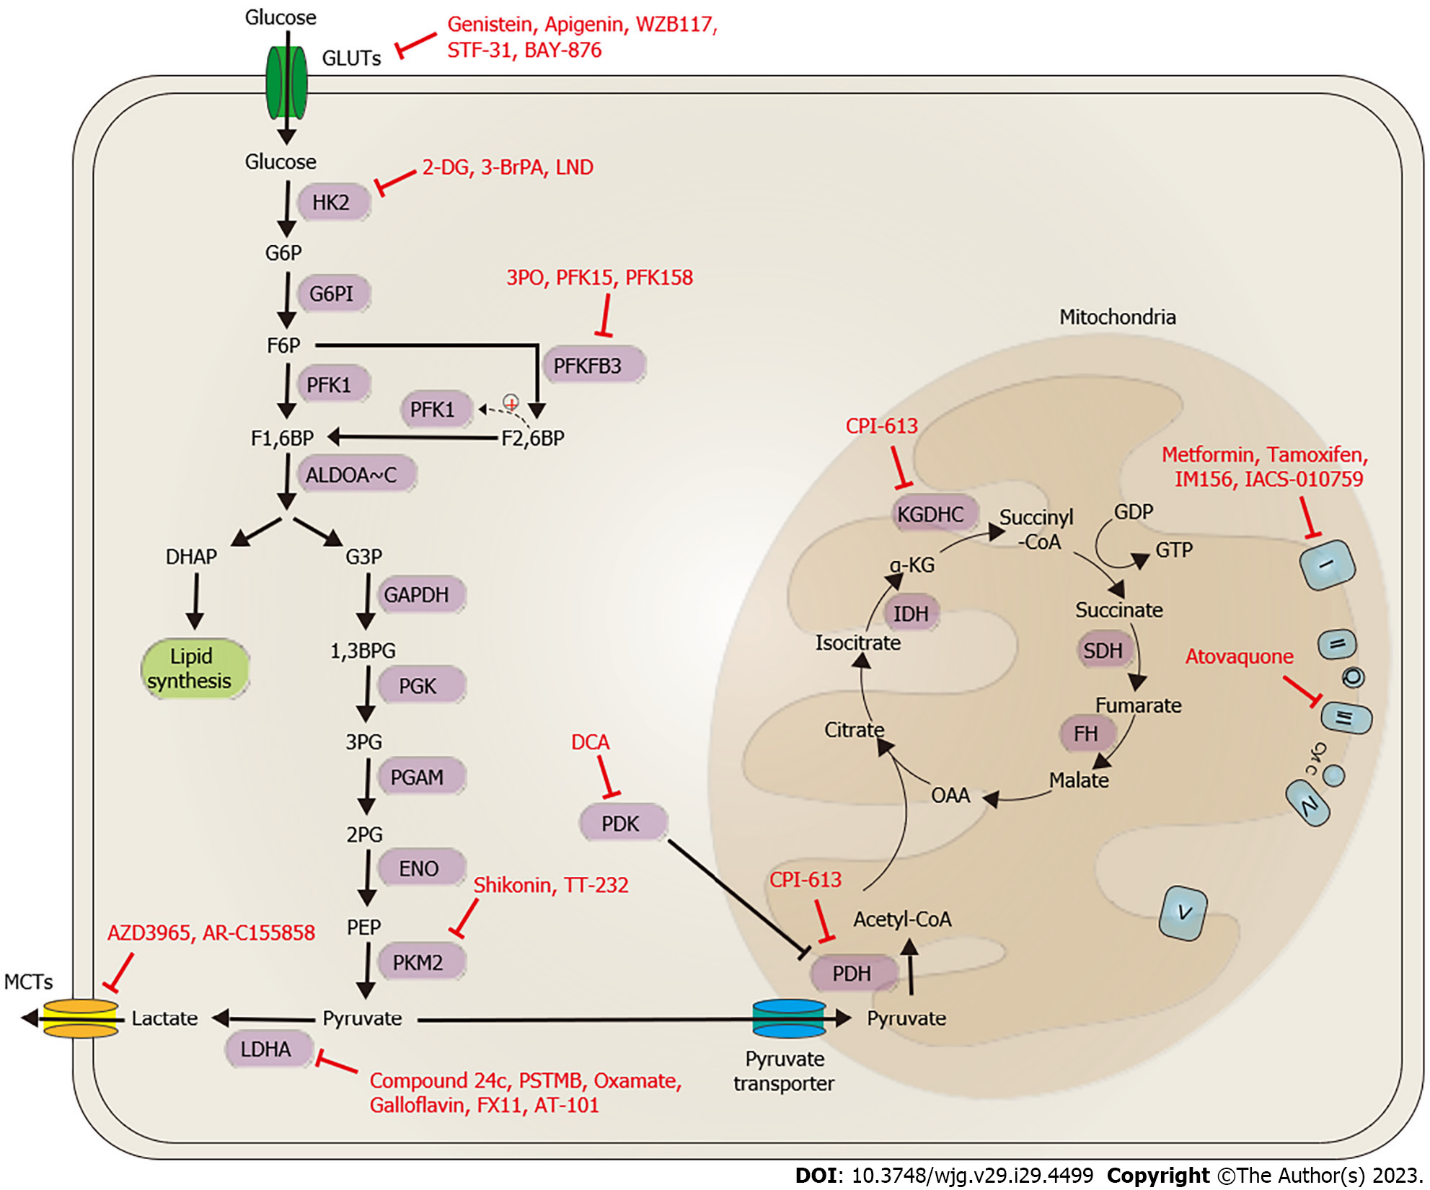 Glucose
GLUTs
Genistein, Apigenin, WZB117,
STF-31, BAY-876
Glucose
HK2
2-DG, 3-BrPA, LND
G6P
G6PI
3PO, PFK15, PFK158
F6P
PFK1
PFKFB3
PFK1
+
F1,6BP
F2,6BP
ALDOA~C
DHAP
G3P
Lipid
synthesis
GAPDH
1,3BPG
PGK
3PG
PGAM
2PG
ENO
Shikonin, TT-232
PEP
PKM2
AZD3965, AR-C155858
MCTs
Lactate
Pyruvate
LDHA
Compound 24c, PSTMB, Oxamate,
Galloflavin, FX11, AT-101
DCA
PDK
Pyruvate
transporter
Mitochondria
CPI-613
KGDHC
Succinyl
-CoA
GDP
GTP
α-KG
IDH
Isocitrate
Succinate
SDH
Citrate
Fumarate
FH
Malate
OAA
CPI-613
Acetyl-CoA
PDH
Pyruvate
Metformin, Tamoxifen,
IM156, IACS-010759
I
II
Q
Atovaquone
III
Cyt C
IV
V
DOI: 10.3748/wjg.v29.i29.4499 Copyright ©The Author(s) 2023.